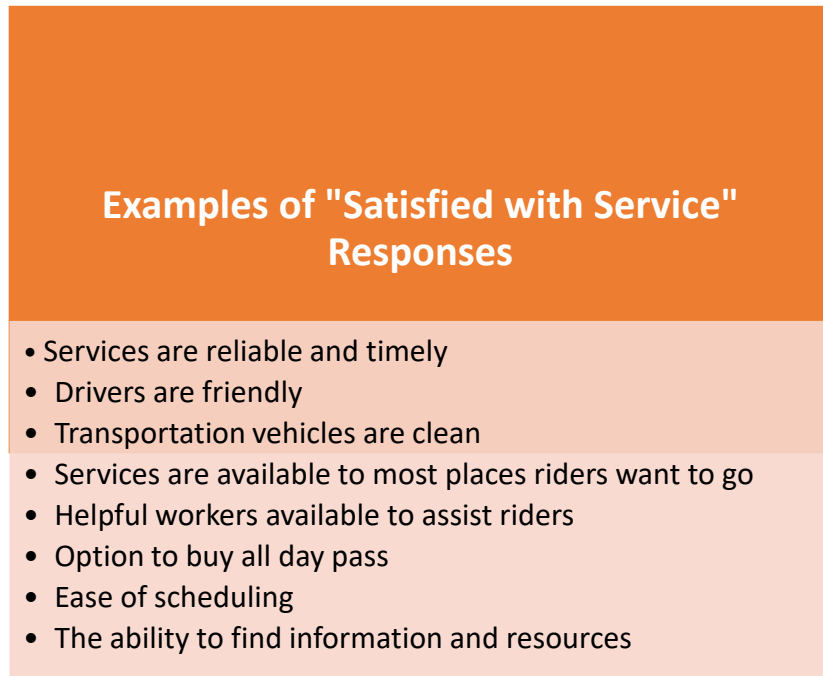 Examples of "Satisfied with Service"
Responses
• Services are reliable and timely
• Drivers are friendly
• Transportation vehicles are clean
• Services are available to most places riders want to go
• Helpful workers available to assist riders
• Option to buy all day pass
• Ease of scheduling
• The ability to find information and resources